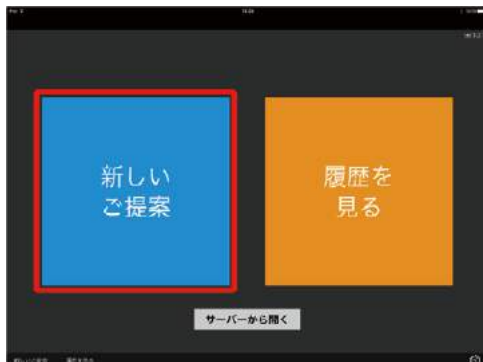 新しい
ご提案
履歴を
見る
サーバーから開く